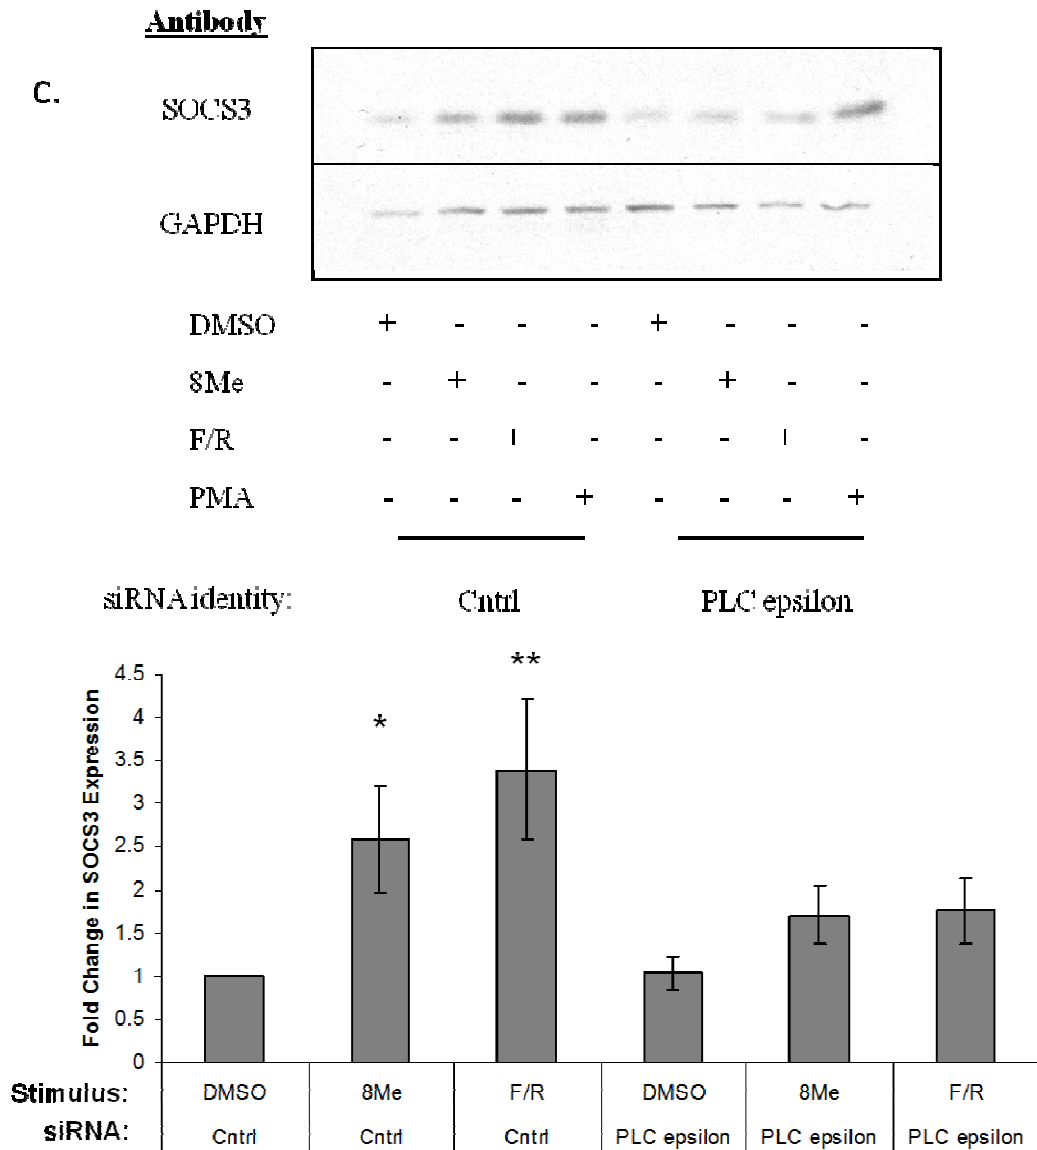 Antibody
C.
SOCS3
GAPDH
DMSO + - - - + - - -
8Me - + - - - + - -
F/R - - I - - - I -
PMA - - - + - - - +
siRNA identity: Cntrl PLC epsilon
**
*
4.5
4
3.5
3
2.5
2
1.5
1
0.5
0
Fold Change in SOCS3 Expression
Stimulus: DMSO 8Me F/R DMSO 8Me F/R
siRNA: Cntrl Cntrl Cntrl PLC epsilon PLC epsilon PLC epsilon